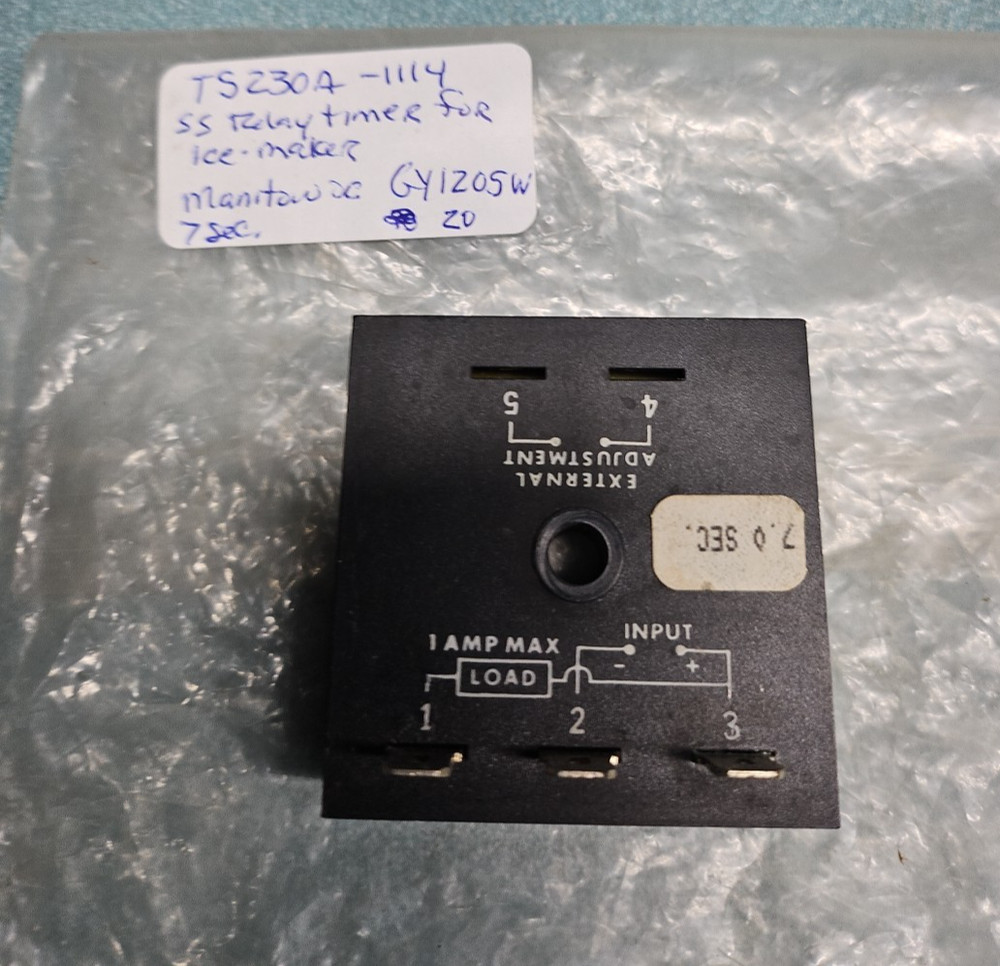 TS230A-1114
SS Relay timer for
ice-maker
Manitowoc GY1205W
7 Sec. 20
5 4
EXTERNAL
ADJUSTMENT
7.0 SEC.
INPUT
1 AMP MAX
- +
LOAD
1 2 3